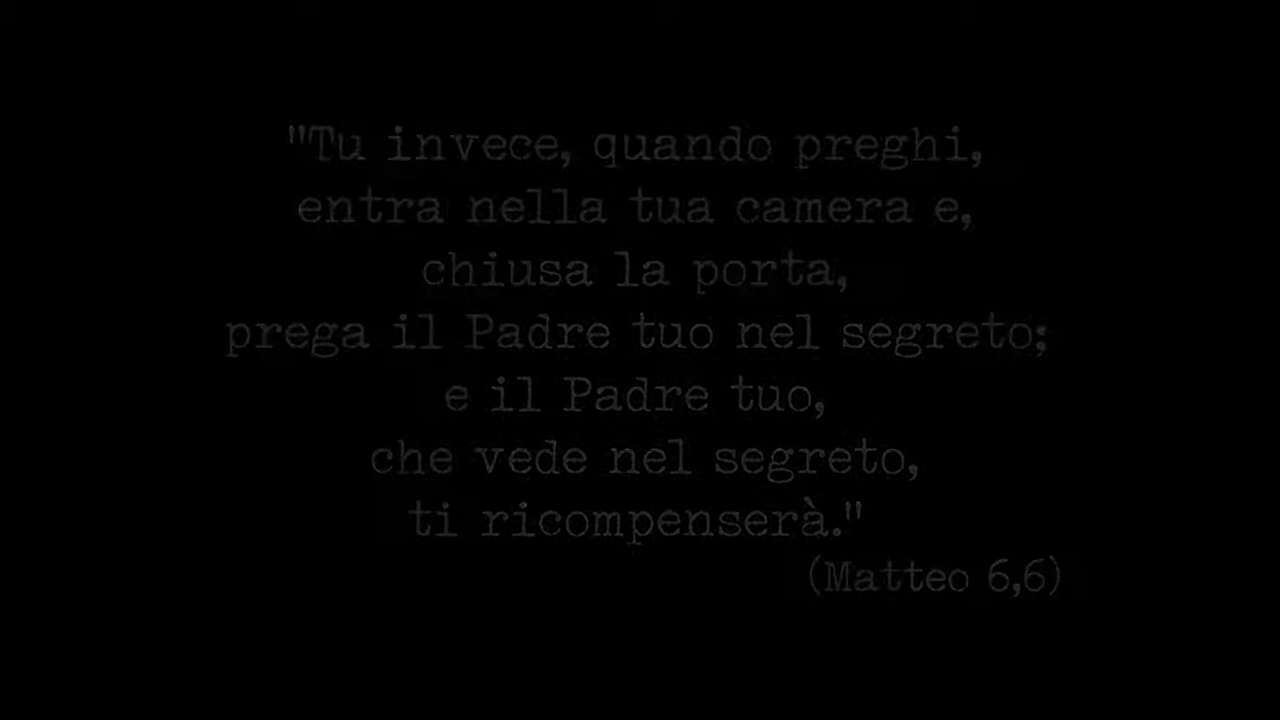 "Tu invece, quando preghi,
entra nella tua camera e,
chiusa la porta,
prega il Padre tuo nel segreto;
e il Padre tuo,
che vede nel segreto,
ti ricompenserà."
(Matteo 6,6)